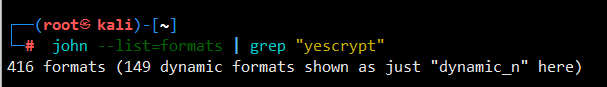 ┌──(root㉿ kali)-[~]
└─# john --list=formats | grep "yescrypt"
416 formats (149 dynamic formats shown as just "dynamic_n" here)